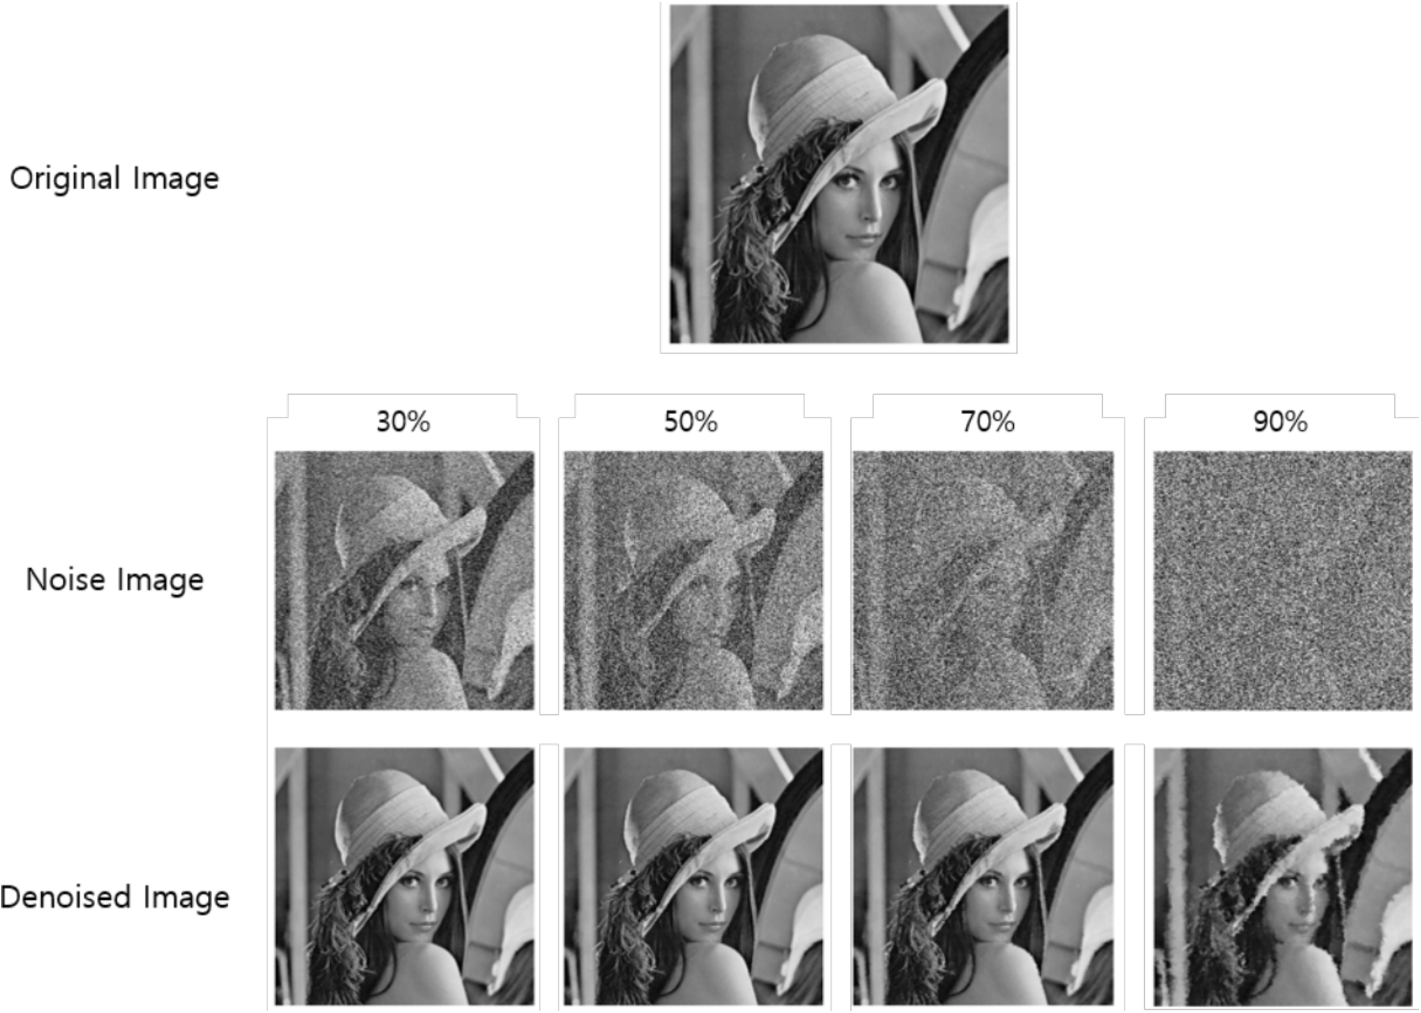 Original Image
30%
50%
70%
90%
Noise Image
Denoised Image